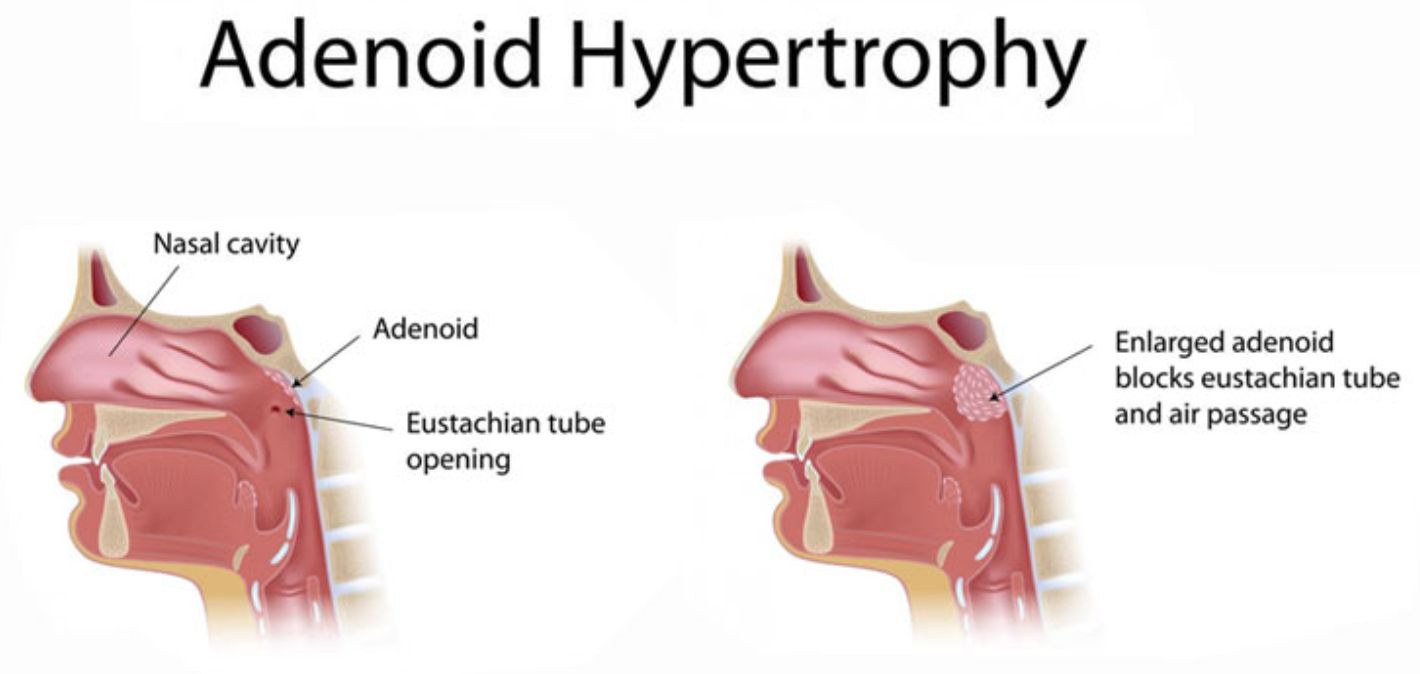 Adenoid Hypertrophy
Nasal cavity
Adenoid
Eustachian tube
opening
Enlarged adenoid
blocks eustachian tube
and air passage